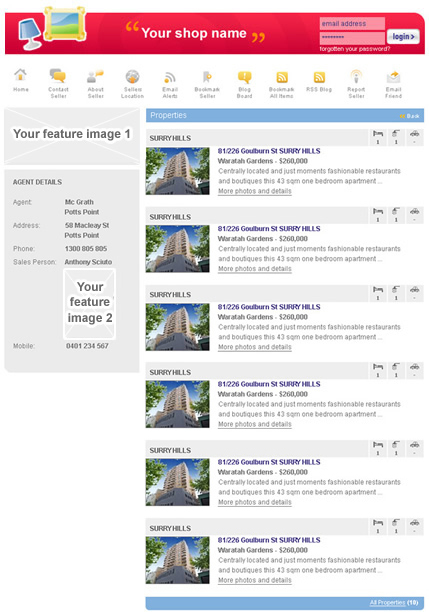 email address
“ Your shop name ”
********
login >
forgotten your password?
Home
Contact Seller
About Seller
Sellers Location
Email Alerts
Bookmark Seller
Blog Board
Bookmark All Items
RSS Blog
Report Seller
Email Friend
Your feature image 1
AGENT DETAILS
Agent: Mc Grath
Potts Point
Address: 58 Macleay St
Potts Point
Phone: 1300 805 805
Sales Person: Anthony Sciuto
Your
feature
image 2
Mobile: 0401 234 567
Properties
Back
SURRY HILLS
1 1 -
81/226 Goulburn St SURRY HILLS
Waratah Gardens - $260,000
Centrally located and just moments fashionable restaurants
and boutiques this 43 sqm one bedroom apartment ...
More photos and details
SURRY HILLS
1 1 -
81/226 Goulburn St SURRY HILLS
Waratah Gardens - $260,000
Centrally located and just moments fashionable restaurants
and boutiques this 43 sqm one bedroom apartment ...
More photos and details
SURRY HILLS
1 1 -
81/226 Goulburn St SURRY HILLS
Waratah Gardens - $260,000
Centrally located and just moments fashionable restaurants
and boutiques this 43 sqm one bedroom apartment ...
More photos and details
SURRY HILLS
1 1 -
81/226 Goulburn St SURRY HILLS
Waratah Gardens - $260,000
Centrally located and just moments fashionable restaurants
and boutiques this 43 sqm one bedroom apartment ...
More photos and details
SURRY HILLS
1 1 -
81/226 Goulburn St SURRY HILLS
Waratah Gardens - $260,000
Centrally located and just moments fashionable restaurants
and boutiques this 43 sqm one bedroom apartment ...
More photos and details
SURRY HILLS
1 1 -
81/226 Goulburn St SURRY HILLS
Waratah Gardens - $260,000
Centrally located and just moments fashionable restaurants
and boutiques this 43 sqm one bedroom apartment ...
More photos and details
All Properties (19)